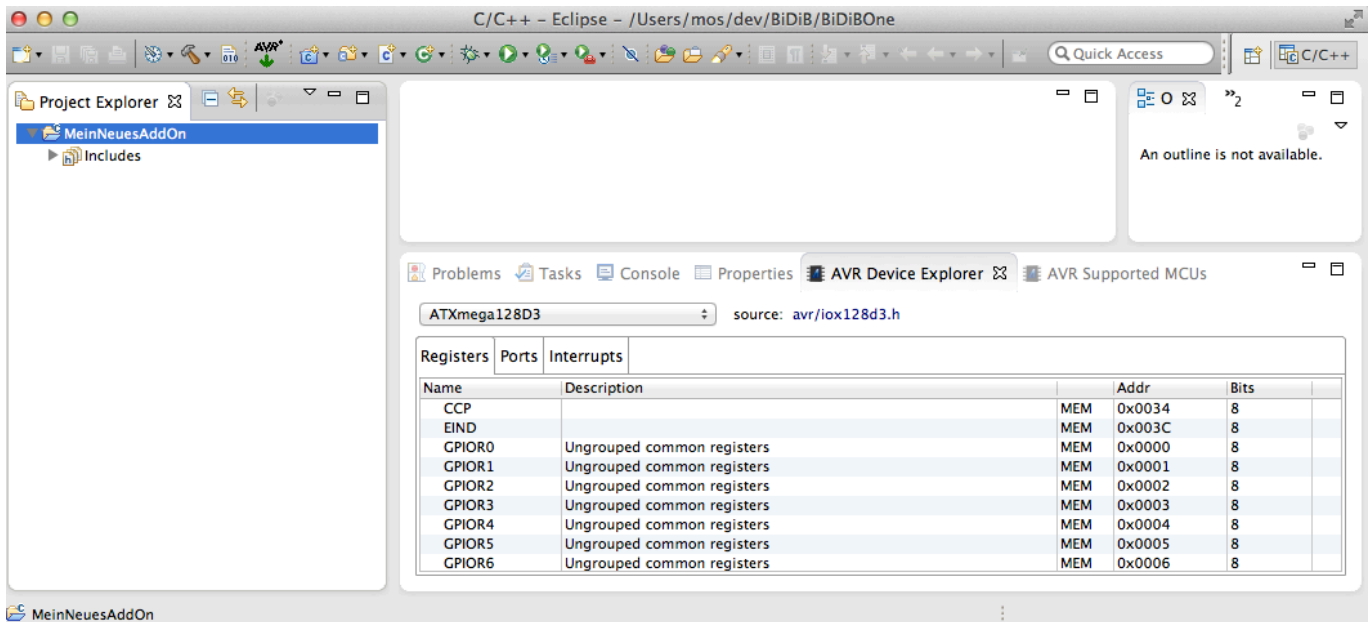 C/C++ – Eclipse – /Users/mos/dev/BiDiB/BiDiBOne
010 AVR Quick Access C/C++
Project Explorer
MeinNeuesAddOn
Includes
O »2
An outline is not available.
Problems Tasks Console Properties AVR Device Explorer AVR Supported MCUs
ATXmega128D3 source: avr/iox128d3.h
Registers Ports Interrupts
Name Description Addr Bits
CCP MEM 0x0034 8
EIND MEM 0x003C 8
GPIOR0 Ungrouped common registers MEM 0x0000 8
GPIOR1 Ungrouped common registers MEM 0x0001 8
GPIOR2 Ungrouped common registers MEM 0x0002 8
GPIOR3 Ungrouped common registers MEM 0x0003 8
GPIOR4 Ungrouped common registers MEM 0x0004 8
GPIOR5 Ungrouped common registers MEM 0x0005 8
GPIOR6 Ungrouped common registers MEM 0x0006 8
MeinNeuesAddOn